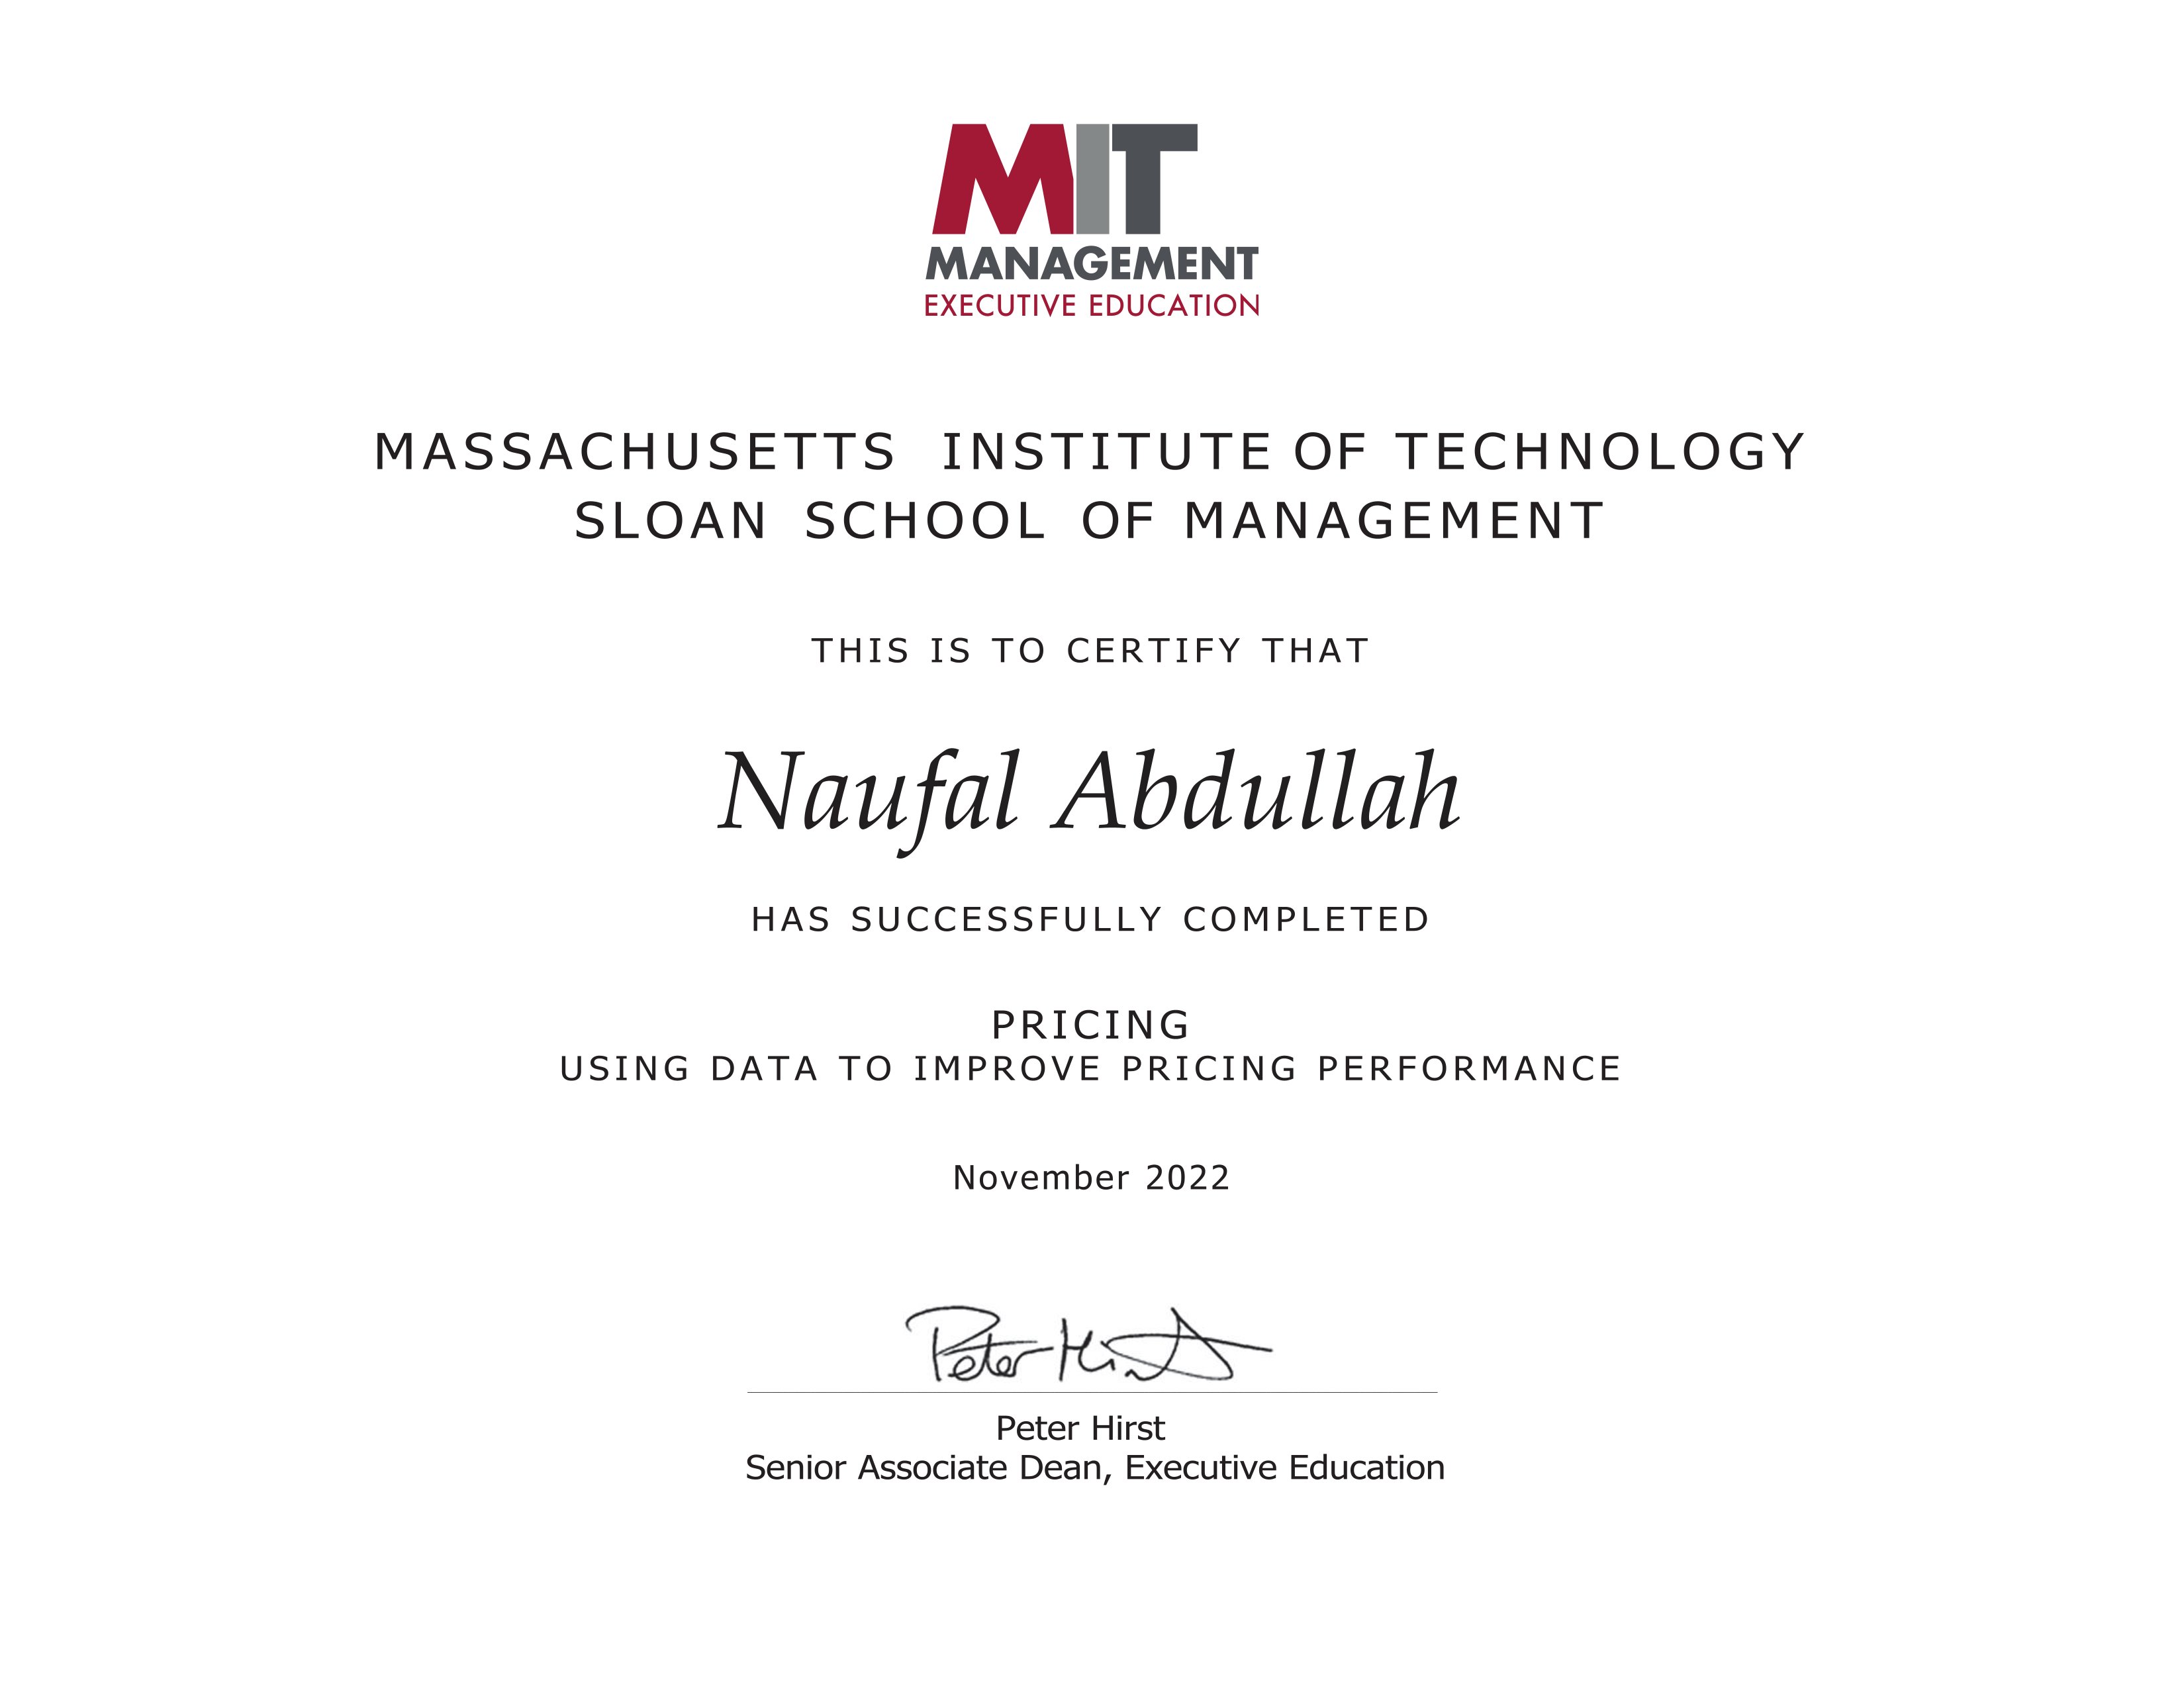 MIT
MANAGEMENT
EXECUTIVE EDUCATION
MASSACHUSETTS INSTITUTE OF TECHNOLOGY
SLOAN SCHOOL OF MANAGEMENT
THIS IS TO CERTIFY THAT
Naufal Abdullah
HAS SUCCESSFULLY COMPLETED
PRICING
USING DATA TO IMPROVE PRICING PERFORMANCE
November 2022
Peter Hirst
Peter Hirst
Senior Associate Dean, Executive Education